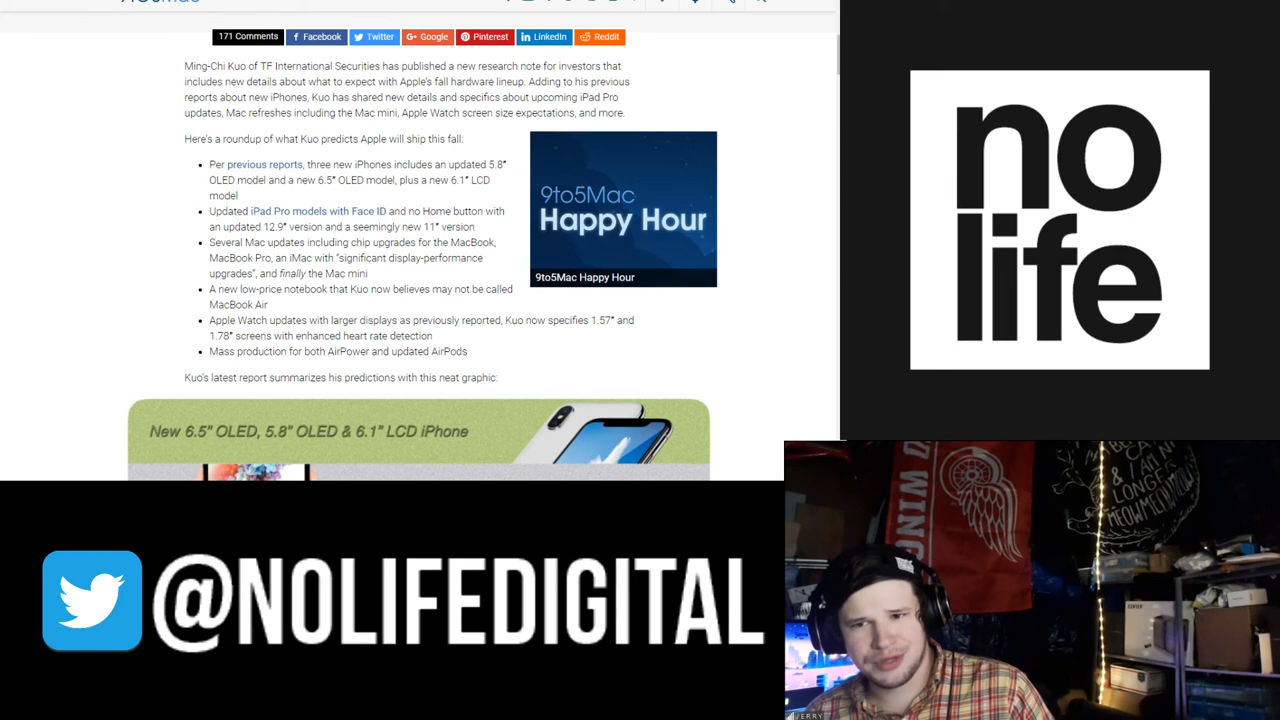 9to5Mac
171 Comments
Facebook
Twitter
Google
Pinterest
LinkedIn
Reddit
Ming-Chi Kuo of TF International Securities has published a new research note for investors that
includes new details about what to expect with Apple's fall hardware lineup. Adding to his previous
reports about new iPhones, Kuo has shared new details and specifics about upcoming iPad Pro
updates, Mac refreshes including the Mac mini, Apple Watch screen size expectations, and more.
Here's a roundup of what Kuo predicts Apple will ship this fall:
Per previous reports, three new iPhones includes an updated 5.8″
OLED model and a new 6.5″ OLED model, plus a new 6.1″ LCD
model
Updated iPad Pro models with Face ID and no Home button with
an updated 12.9″ version and a seemingly new 11″ version
Several Mac updates including chip upgrades for the MacBook,
MacBook Pro, an iMac with “significant display-performance
upgrades”, and finally the Mac mini
A new low-price notebook that Kuo now believes may not be called
MacBook Air
Apple Watch updates with larger displays as previously reported, Kuo now specifies 1.57″ and
1.78″ screens with enhanced heart rate detection
Mass production for both AirPower and updated AirPods
9to5Mac
Happy Hour
9to5Mac Happy Hour
Kuo's latest report summarizes his predictions with this neat graphic:
New 6.5" OLED, 5.8" OLED & 6.1" LCD iPhone
no
life
@NOLIFEDIGITAL
D WIN
I AM NO
LONGER
MEOWMEOWMEOW
JERRY